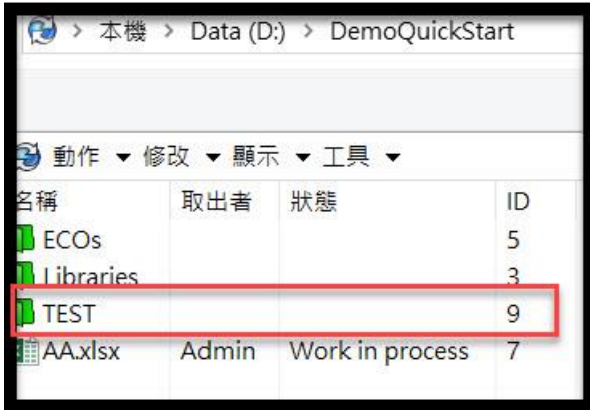 > 本機 > Data (D:) > DemoQuickStart
動作 ▼ 修改 ▼ 顯示 ▼ 工具 ▼
名稱 取出者 狀態 ID
ECOs 5
Libraries 3
TEST 9
AA.xlsx Admin Work in process 7